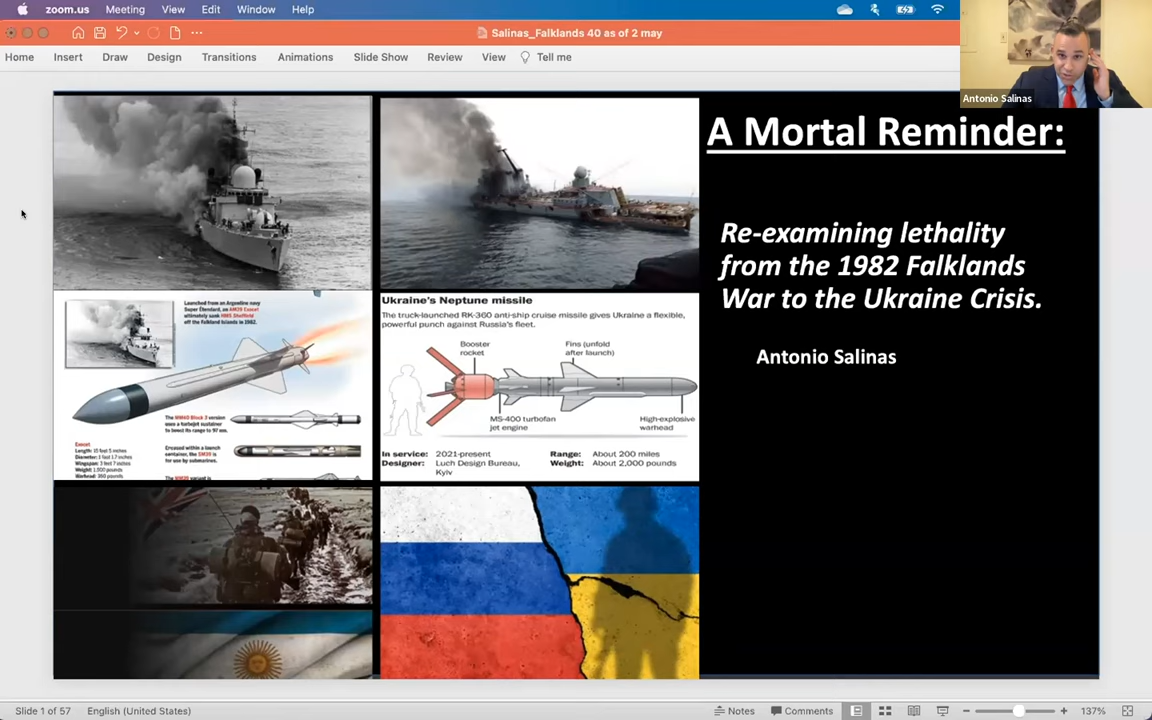 zoom.us Meeting View Edit Window Help
Salinas_Falklands 40 as of 2 may
Home Insert Draw Design Transitions Animations Slide Show Review View Tell me
Antonio Salinas
A Mortal Reminder:
Re-examining lethality
from the 1982 Falklands
War to the Ukraine Crisis.
Antonio Salinas
Launched from an Argentine navy
Super Étendard, an AM39 Exocet
ultimately sank HMS Sheffield
off the Falkland Islands in 1982.
The MM40 Block 3 version
uses a turbojet sustainer
to boost its range to 97 nm.
Encased within a launch
container, the SM39 is
for use by submarines.
Exocet
Length: 15 feet 5 inches
Diameter: 1 foot 1.7 inches
Wingspan: 3 feet 7 inches
Weight: 1,500 pounds
Warhead: 360 pounds
Ukraine's Neptune missile
The truck-launched RK-360 anti-ship cruise missile gives Ukraine a flexible,
powerful punch against Russia's fleet.
Booster
rocket
Fins (unfold
after launch)
MS-400 turbofan
jet engine
High-explosive
warhead
In service: 2021-present
Designer: Luch Design Bureau,
Kyiv
Range: About 200 miles
Weight: About 2,000 pounds
Slide 1 of 57 English (United States) Notes Comments 137%